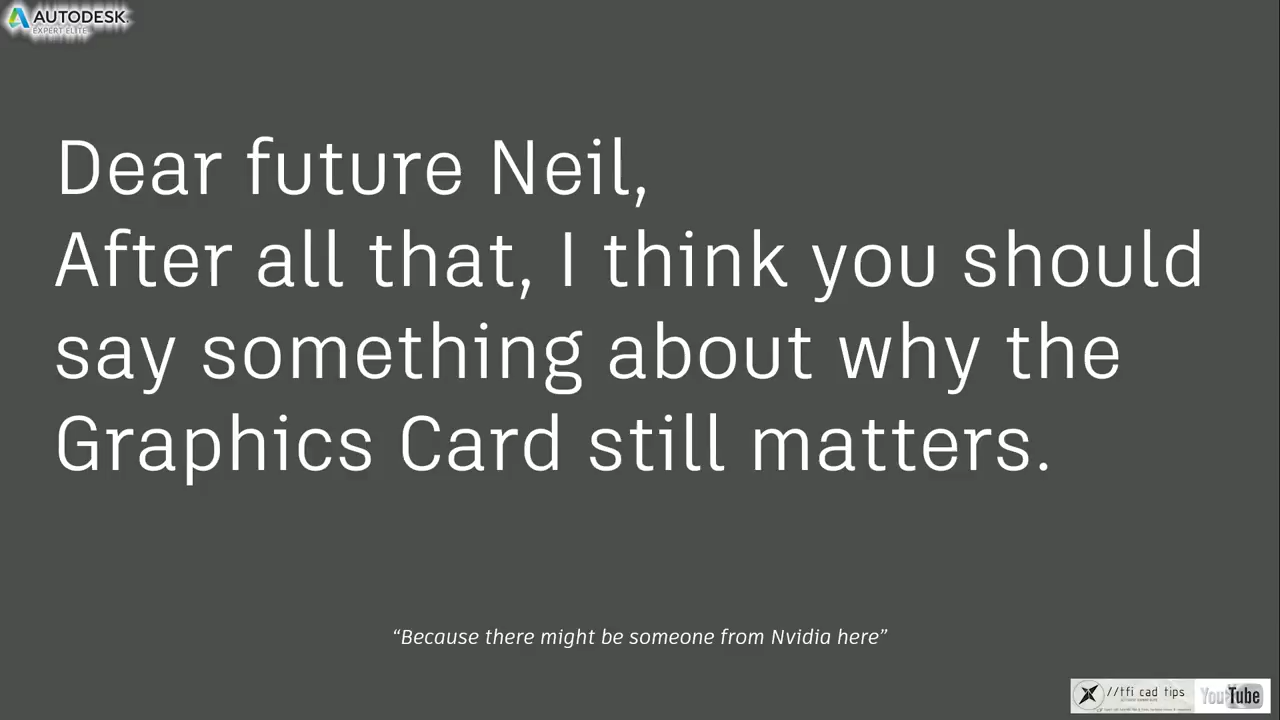 AUTODESK.
EXPERT ELITE
Dear future Neil,
After all that, I think you should
say something about why the
Graphics Card still matters.
“Because there might be someone from Nvidia here”
//tfi cad tips
YouTube